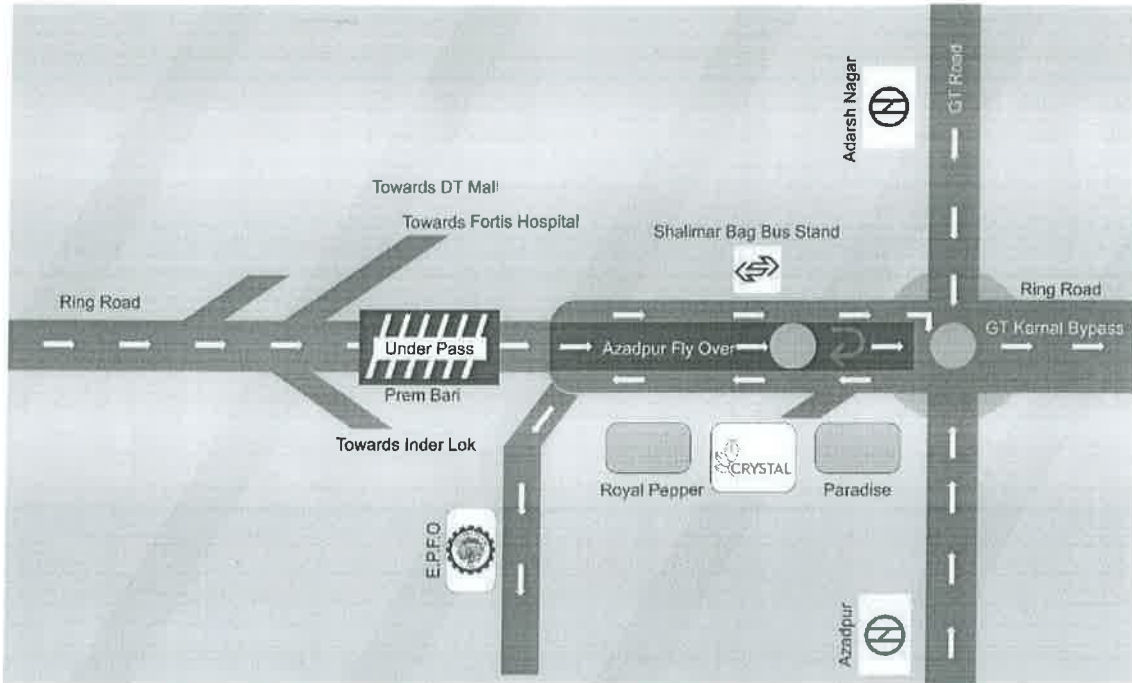 Adarsh Nagar
GT Road
Towards DT Mall
Towards Fortis Hospital
Shalimar Bag Bus Stand
Ring Road
Ring Road
Under Pass
Azadpur Fly Over
GT Karnal Bypass
Prem Bari
Towards Inder Lok
CRYSTAL
Royal Pepper
Paradise
E.P.F.O
Azadpur